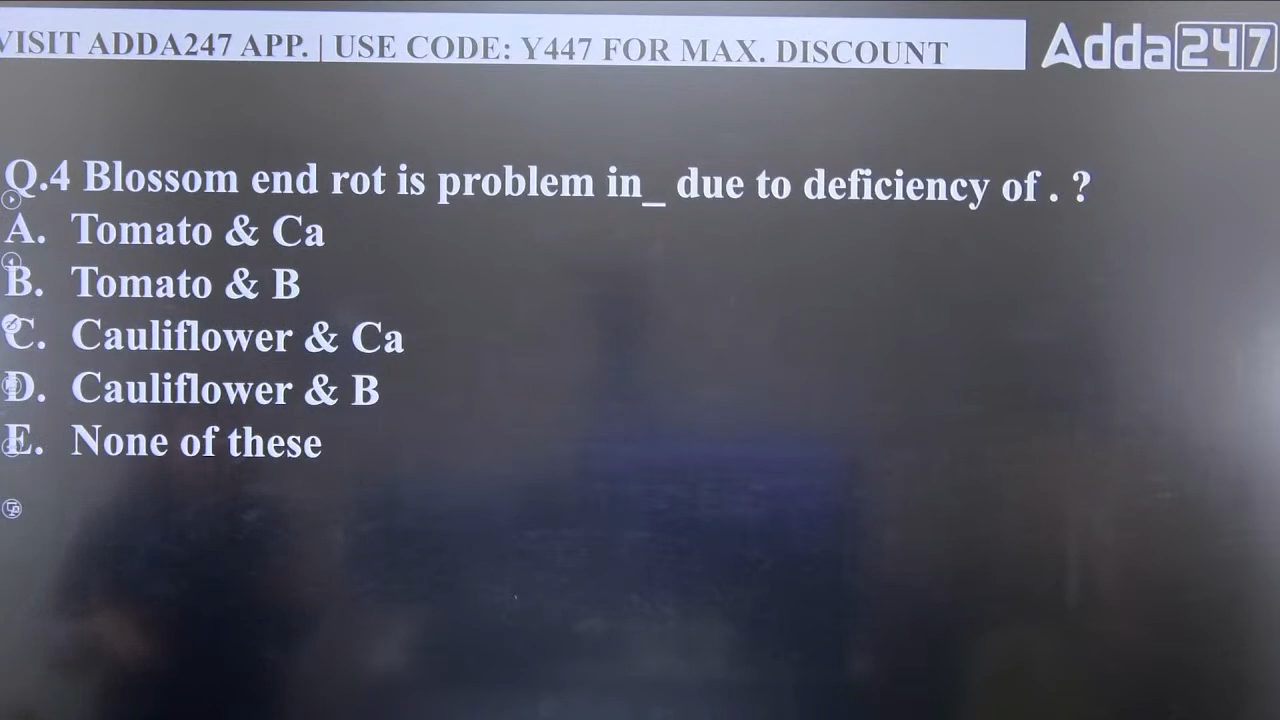 VISIT ADDA247 APP. | USE CODE: Y447 FOR MAX. DISCOUNT
Adda247
Q.4 Blossom end rot is problem in_ due to deficiency of . ?
A. Tomato & Ca
B. Tomato & B
C. Cauliflower & Ca
D. Cauliflower & B
E. None of these